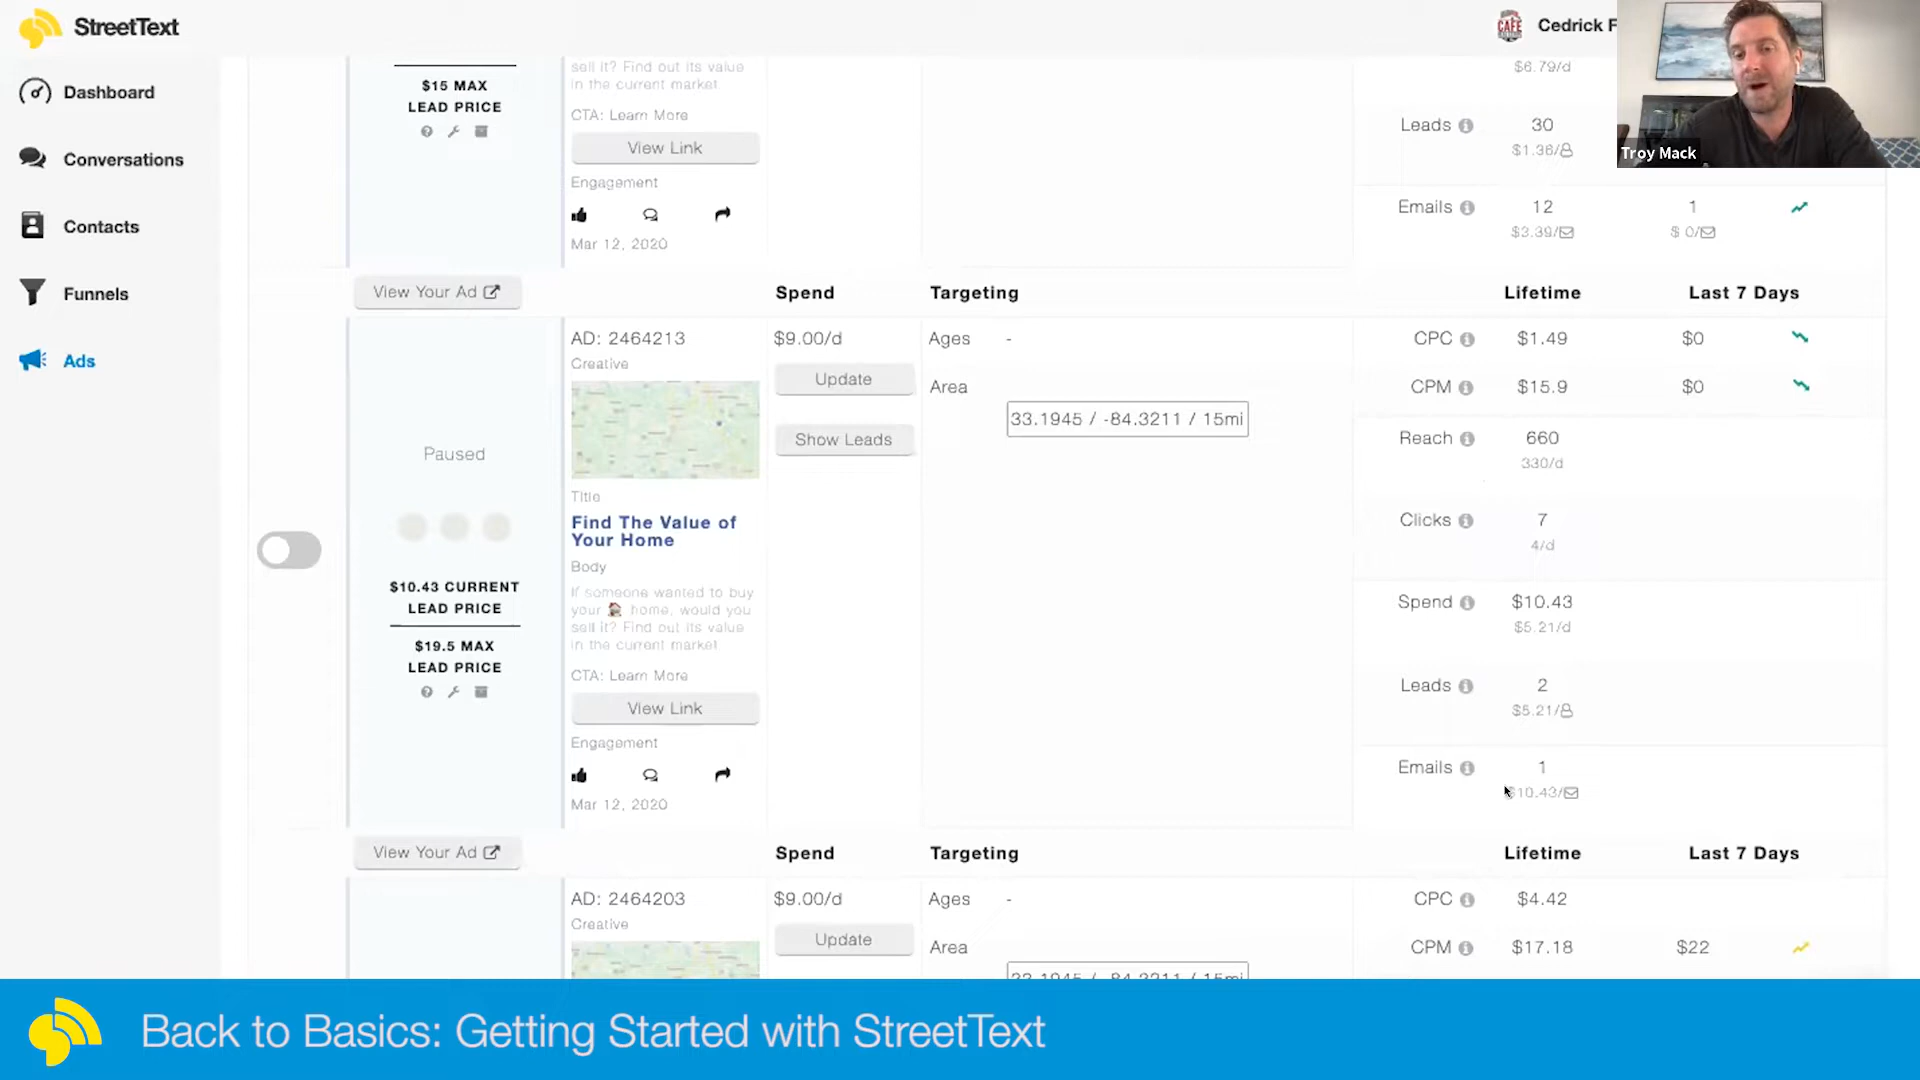 StreetText
Cedrick F
Dashboard
Conversations
Contacts
Funnels
Ads
Troy Mack
$15 MAX
LEAD PRICE
sell it? Find out its value
in the current market
CTA: Learn More
View Link
Engagement
Mar 12, 2020
$6.79/d
Leads 30
$1.36/
Emails 12 1
$3.39/ $ 0/
View Your Ad Spend Targeting Lifetime Last 7 Days
Paused
$10.43 CURRENT
LEAD PRICE
$19.5 MAX
LEAD PRICE
AD: 2464213
Creative
Title
Find The Value of
Your Home
Body
If someone wanted to buy
your 🏠 home, would you
sell it? Find out its value
in the current market
CTA: Learn More
View Link
Engagement
Mar 12, 2020
$9.00/d
Update
Show Leads
Ages -
Area
33.1945 / -84.3211 / 15mi
CPC $1.49 $0
CPM $15.9 $0
Reach 660
330/d
Clicks 7
4/d
Spend $10.43
$5.21/d
Leads 2
$5.21/
Emails 1
$10.43/
View Your Ad Spend Targeting Lifetime Last 7 Days
AD: 2464203
Creative
$9.00/d
Update
Ages -
Area
33.1945 / -84.3211 / 15mi
CPC $4.42
CPM $17.18 $22
Back to Basics: Getting Started with StreetText